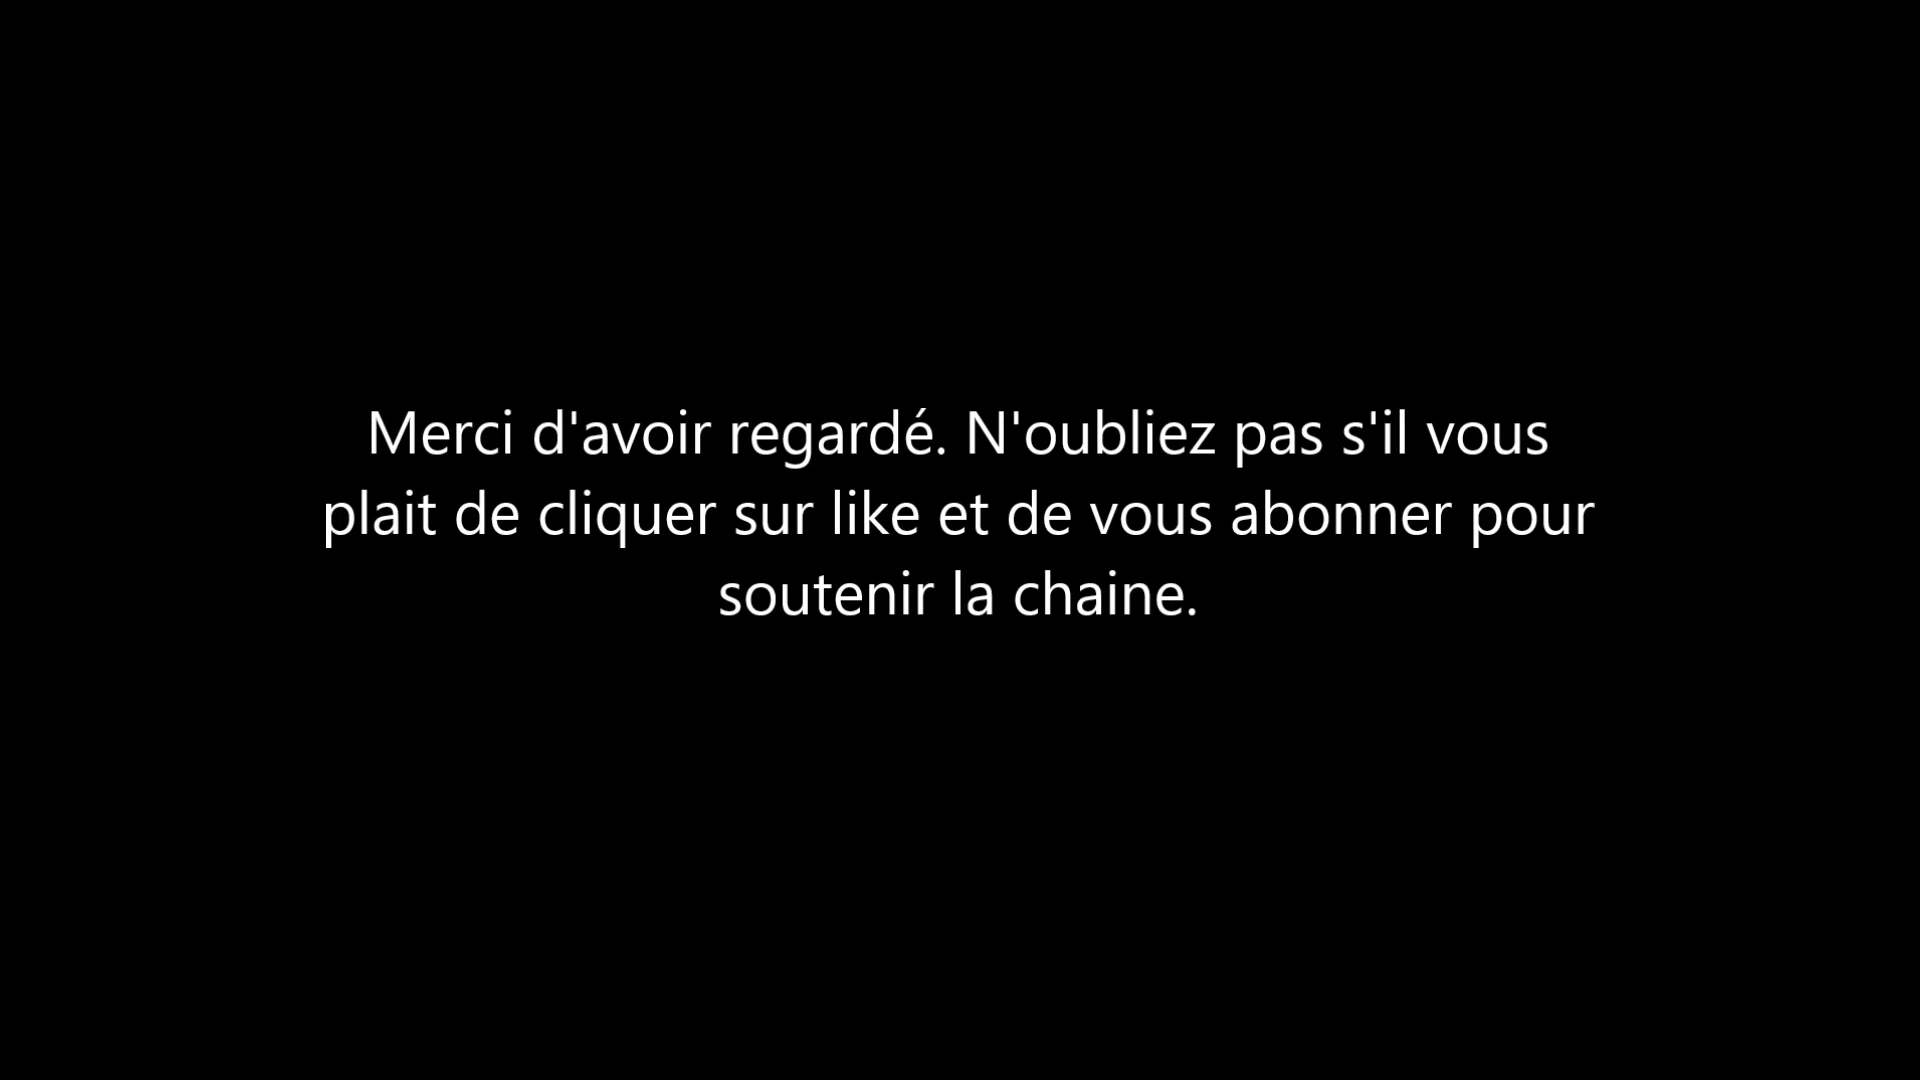 Merci d'avoir regardé. N'oubliez pas s'il vous
plait de cliquer sur like et de vous abonner pour
soutenir la chaine.